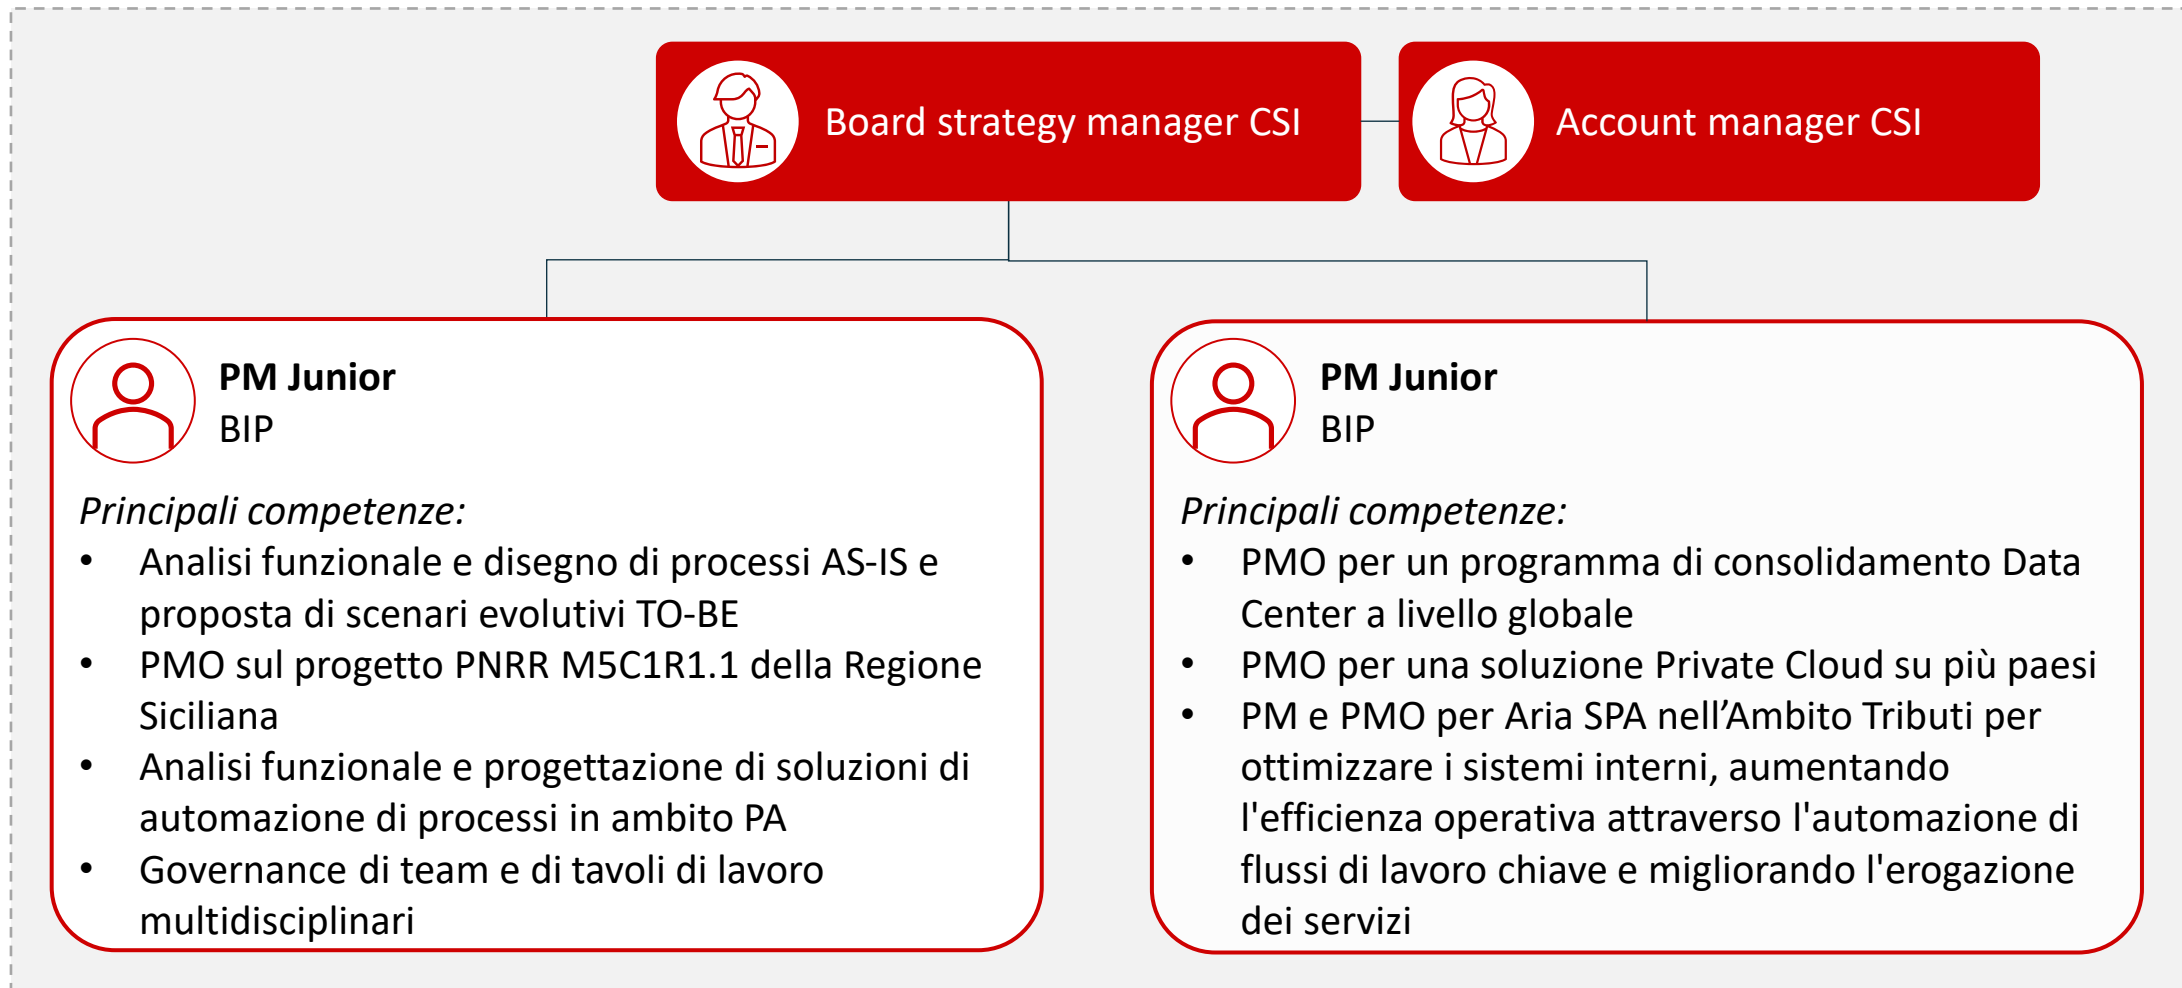 Board strategy manager CSI
Account manager CSI
PM Junior
BIP
Principali competenze:
• Analisi funzionale e disegno di processi AS-IS e
proposta di scenari evolutivi TO-BE
• PMO sul progetto PNRR M5C1R1.1 della Regione
Siciliana
• Analisi funzionale e progettazione di soluzioni di
automazione di processi in ambito PA
• Governance di team e di tavoli di lavoro
multidisciplinari
PM Junior
BIP
Principali competenze:
• PMO per un programma di consolidamento Data
Center a livello globale
• PMO per una soluzione Private Cloud su più paesi
• PM e PMO per Aria SPA nell’Ambito Tributi per
ottimizzare i sistemi interni, aumentando
l'efficienza operativa attraverso l'automazione di
flussi di lavoro chiave e migliorando l'erogazione
dei servizi